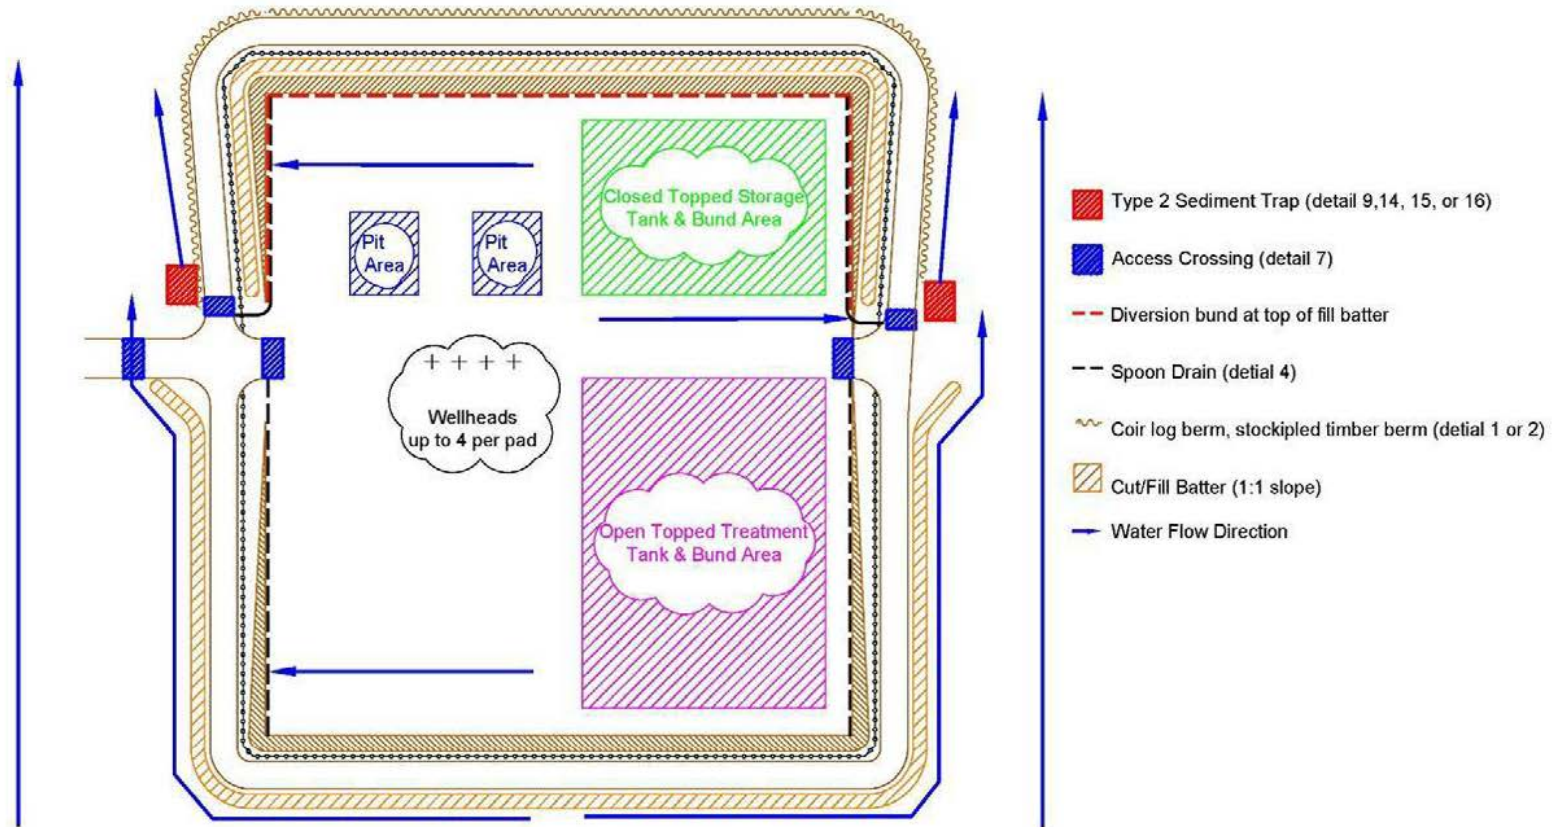 Closed Topped Storage
Tank & Bund Area
Pit
Area
Pit
Area
+ + + +
Wellheads
up to 4 per pad
Open Topped Treatment
Tank & Bund Area
Type 2 Sediment Trap (detail 9,14, 15, or 16)
Access Crossing (detail 7)
Diversion bund at top of fill batter
Spoon Drain (detial 4)
Coir log berm, stockipled timber berm (detial 1 or 2)
Cut/Fill Batter (1:1 slope)
Water Flow Direction